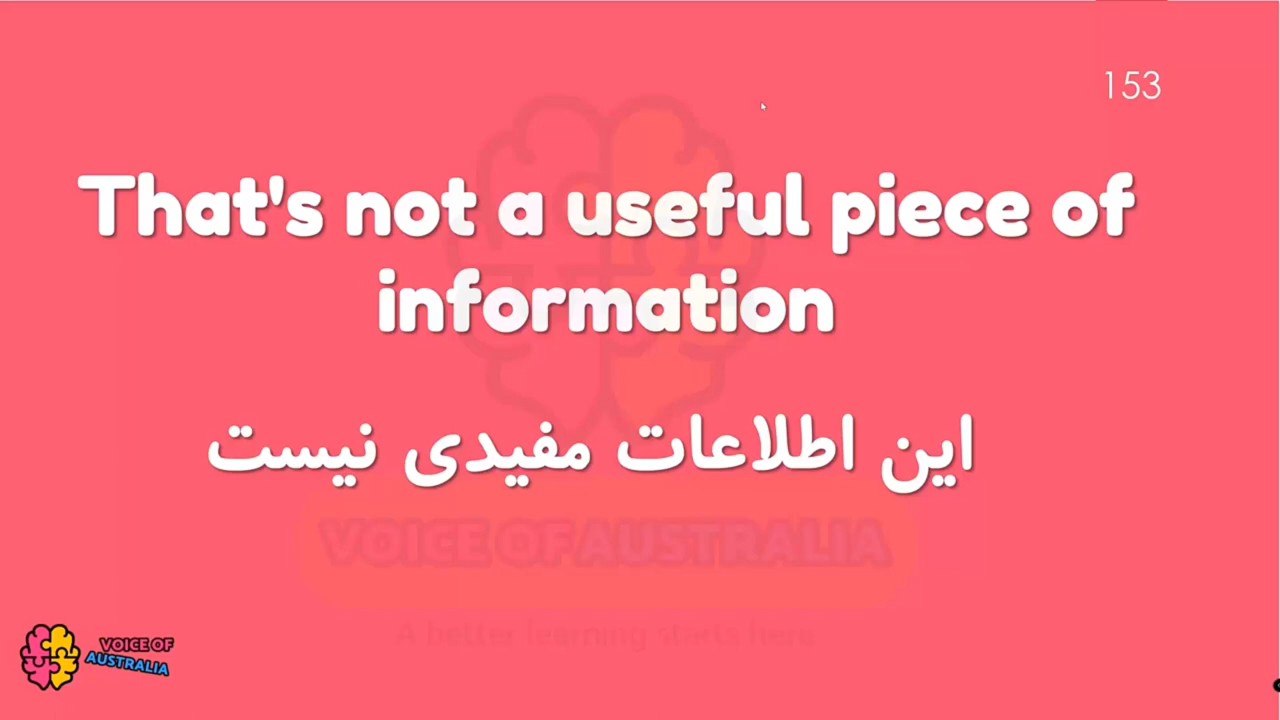 153
That's not a useful piece of
information
این اطلاعات مفیدی نیست
VOICE OF AUSTRALIA
A better learning starts here
VOICE OF
AUSTRALIA